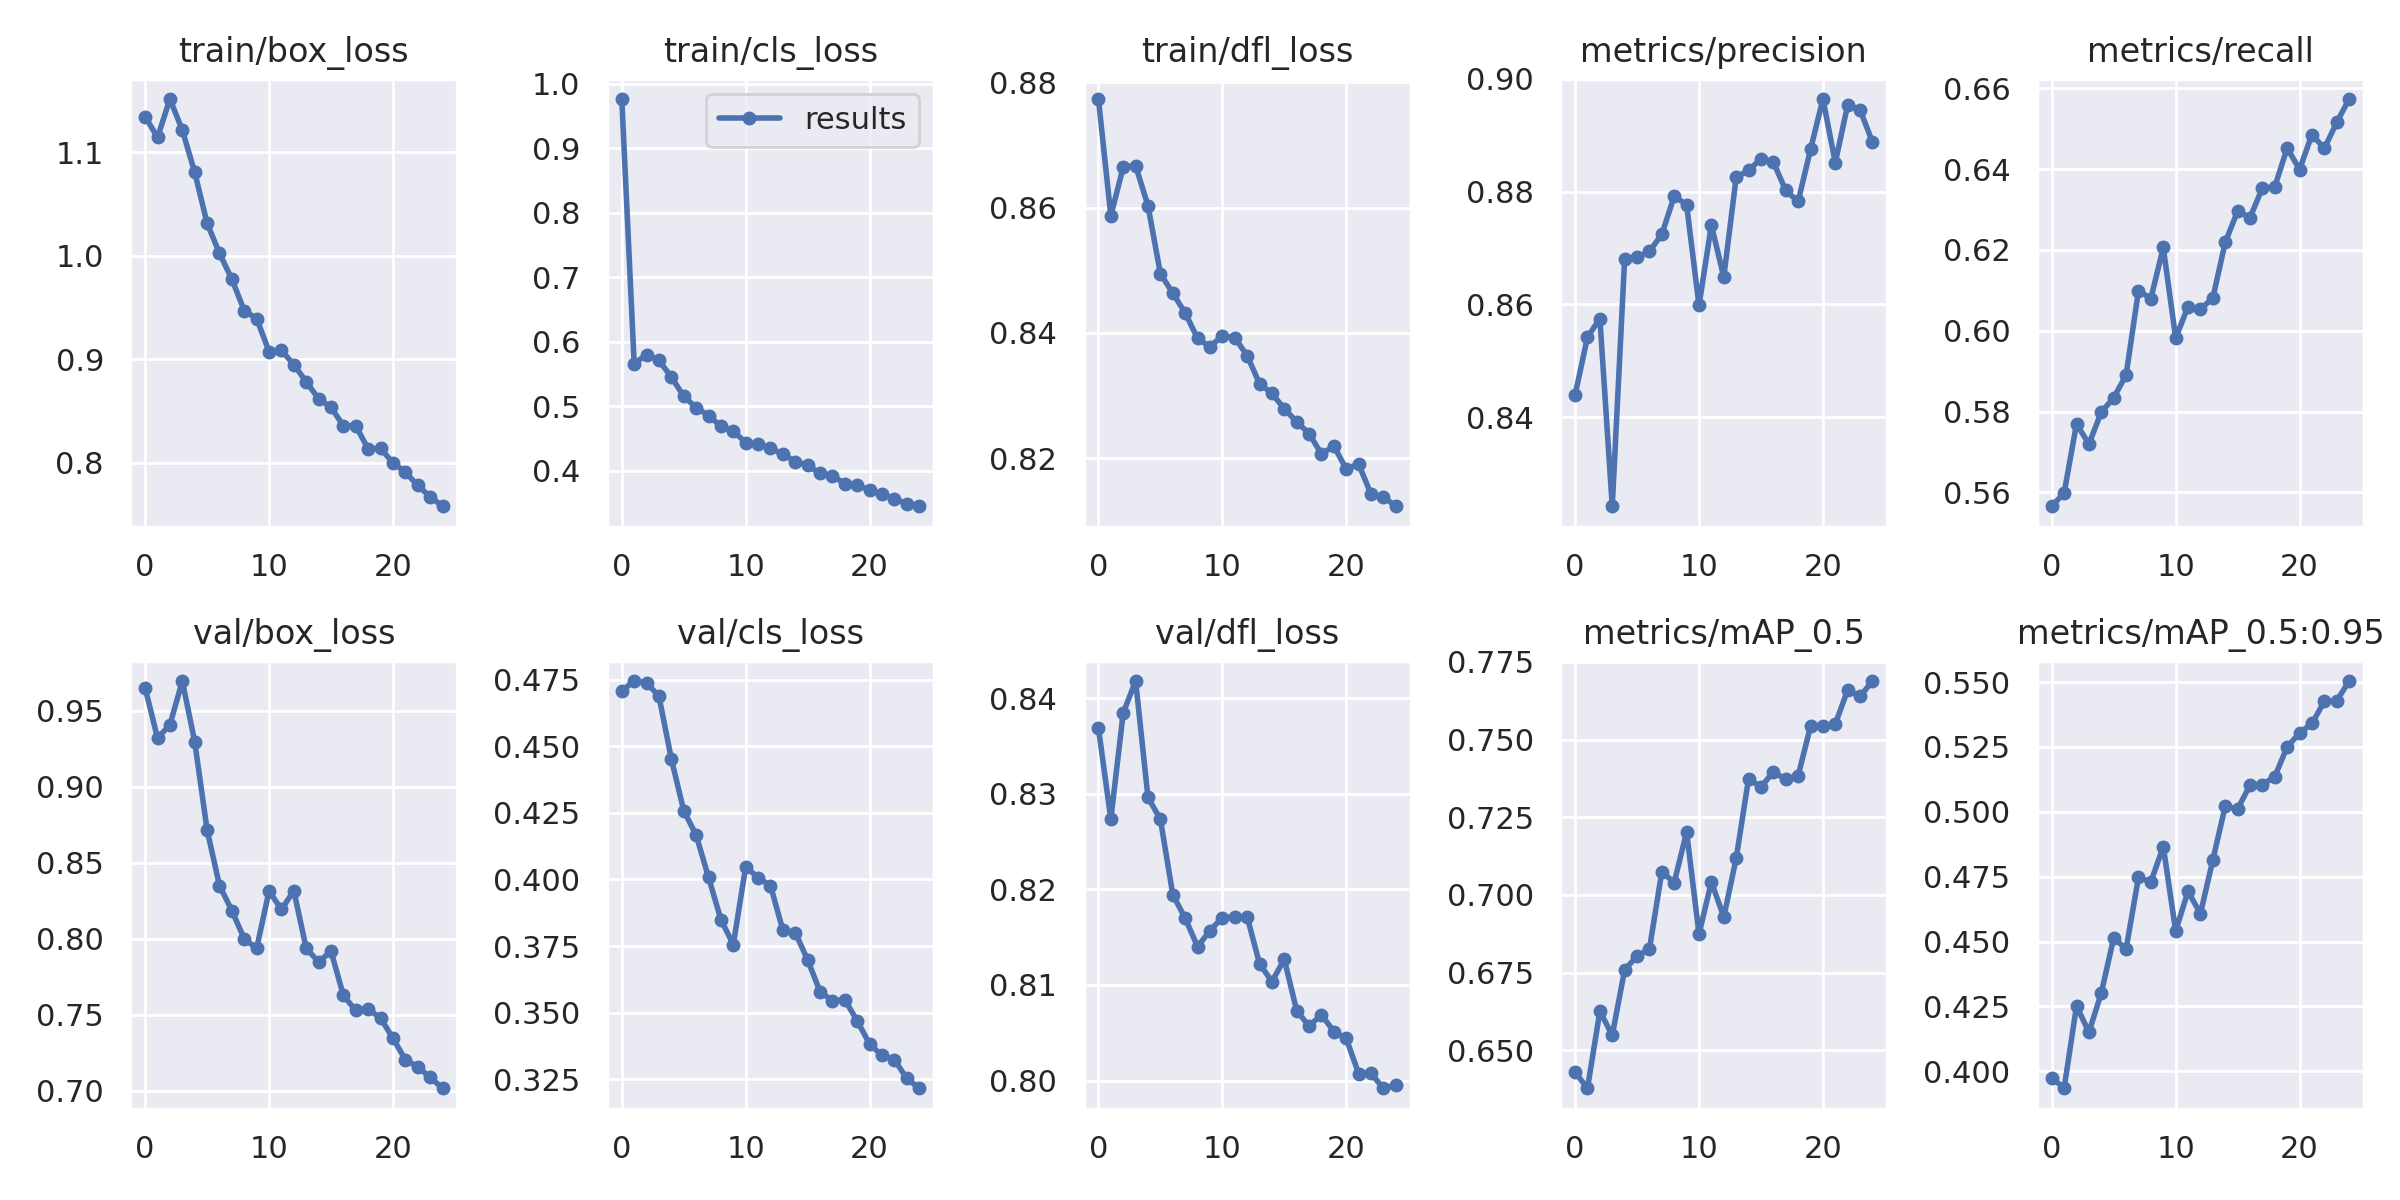 train/box_loss
1.1
1.0
0.9
0.8
0 10 20
train/cls_loss
results
1.0
0.9
0.8
0.7
0.6
0.5
0.4
0 10 20
train/dfl_loss
0.88
0.86
0.84
0.82
0 10 20
metrics/precision
0.90
0.88
0.86
0.84
0 10 20
metrics/recall
0.66
0.64
0.62
0.60
0.58
0.56
0 10 20
val/box_loss
0.95
0.90
0.85
0.80
0.75
0.70
0 10 20
val/cls_loss
0.475
0.450
0.425
0.400
0.375
0.350
0.325
0 10 20
val/dfl_loss
0.84
0.83
0.82
0.81
0.80
0 10 20
metrics/mAP_0.5
0.775
0.750
0.725
0.700
0.675
0.650
0 10 20
metrics/mAP_0.5:0.95
0.550
0.525
0.500
0.475
0.450
0.425
0.400
0 10 20